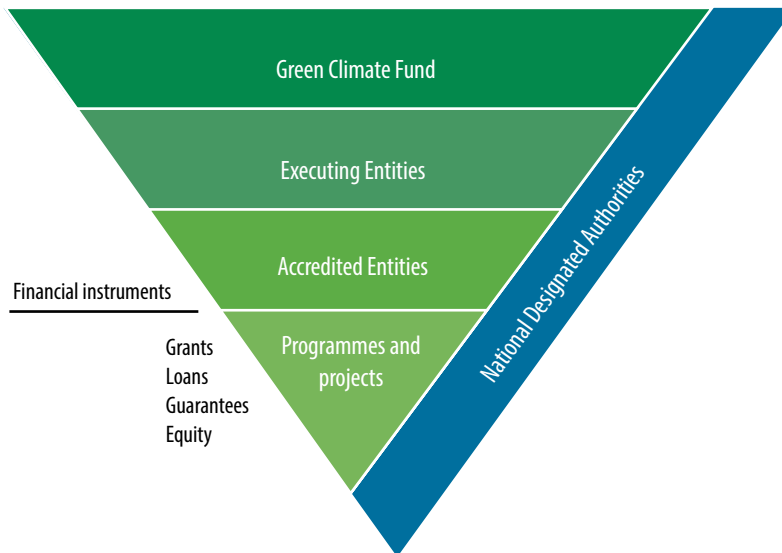 Green Climate Fund
Executing Entities
Accredited Entities
Financial instruments
Programmes and
projects
Grants
Loans
Guarantees
Equity
National Designated Authorities